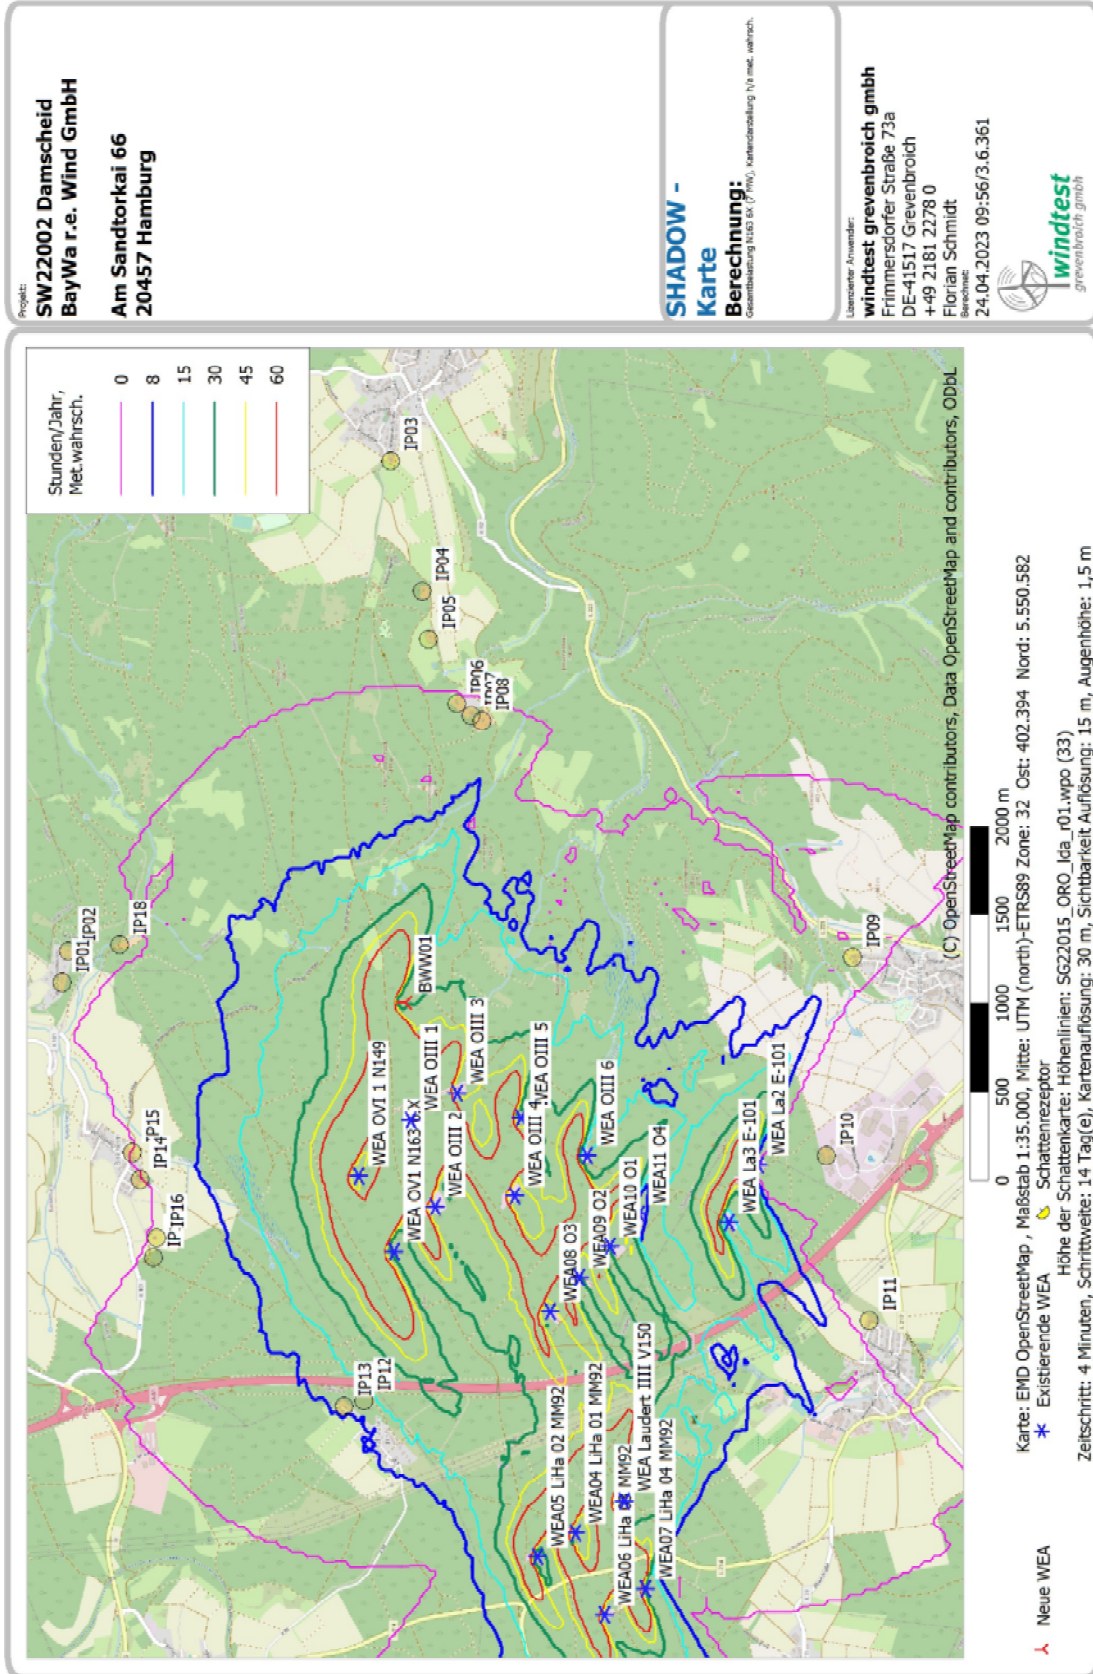 Projekt:
SW22002 Damscheid
BayWa r.e. Wind GmbH
Am Sandtorkai 66
20457 Hamburg
SHADOW -
Karte
Berechnung:
Gesamtbelastung N163 6X (7 MW), Kartendarstellung h/a met. wahrsch.
Lizenzierter Anwender:
windtest grevenbroich gmbh
Frimmersdorfer Straße 73a
DE-41517 Grevenbroich
+49 2181 2278 0
Florian Schmidt
Berechnet:
24.04.2023 09:56/3.6.361
windtest
grevenbroich gmbh
Stunden/Jahr,
Met.wahrsch.
0
8
15
30
45
60
IP01
IP02
IP18
IP15
IP14
IP16
IP13
IP12
IP03
IP04
IP05
IP06
IP07
IP08
BWW01
WEA OVI 1 N149
WEA OV1 N163 6.X
WEA OIII 1
WEA OIII 2
WEA OIII 3
WEA OIII 4
WEA OIII 5
WEA OIII 6
WEA08 O3
WEA09 O2
WEA10 O1
WEA11 O4
WEA05 LiHa 02 MM92
WEA04 LiHa 01 MM92
WEA06 LiHa MM92
WEA Laudert IIII V150
WEA07 LiHa 04 MM92
WEA La3 E-101
WEA La2 E-101
IP09
IP10
IP11
(C) OpenStreetMap contributors, Data OpenStreetMap and contributors, ODbL
0 500 1000 1500 2000 m
Karte: EMD OpenStreetMap , Maßstab 1:35.000, Mitte: UTM (north)-ETRS89 Zone: 32 Ost: 402.394 Nord: 5.550.582
Neue WEA Existierende WEA Schattenrezeptor
Höhe der Schattenkarte: Höhenlinien: SG22015_ORO_lda_r01.wpo (33)
Zeitschritt: 4 Minuten, Schrittweite: 14 Tag(e), Kartenauflösung: 30 m, Sichtbarkeit Auflösung: 15 m, Augenhöhe: 1,5 m